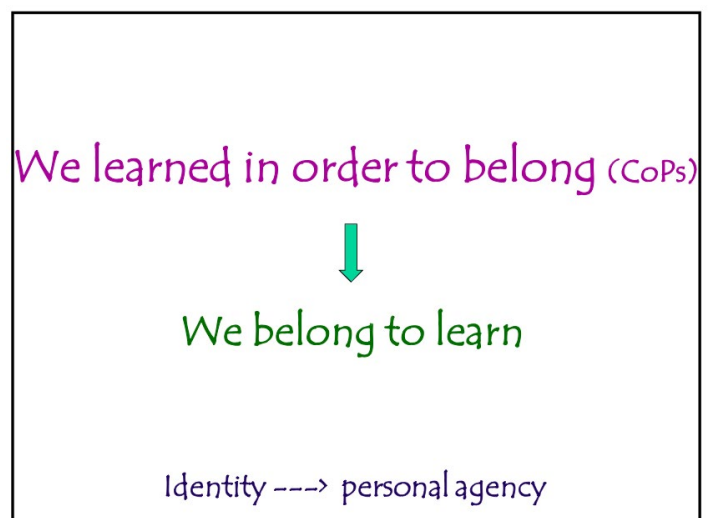 We learned in order to belong (CoPs)
We belong to learn
Identity ---> personal agency